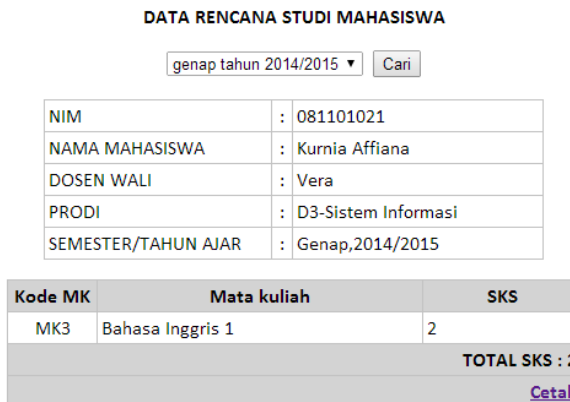 DATA RENCANA STUDI MAHASISWA
genap tahun 2014/2015 Cari
NIM : 081101021
NAMA MAHASISWA : Kurnia Affiana
DOSEN WALI : Vera
PRODI : D3-Sistem Informasi
SEMESTER/TAHUN AJAR : Genap,2014/2015
Kode MK Mata kuliah SKS
MK3 Bahasa Inggris 1 2
TOTAL SKS : 2
Cetak